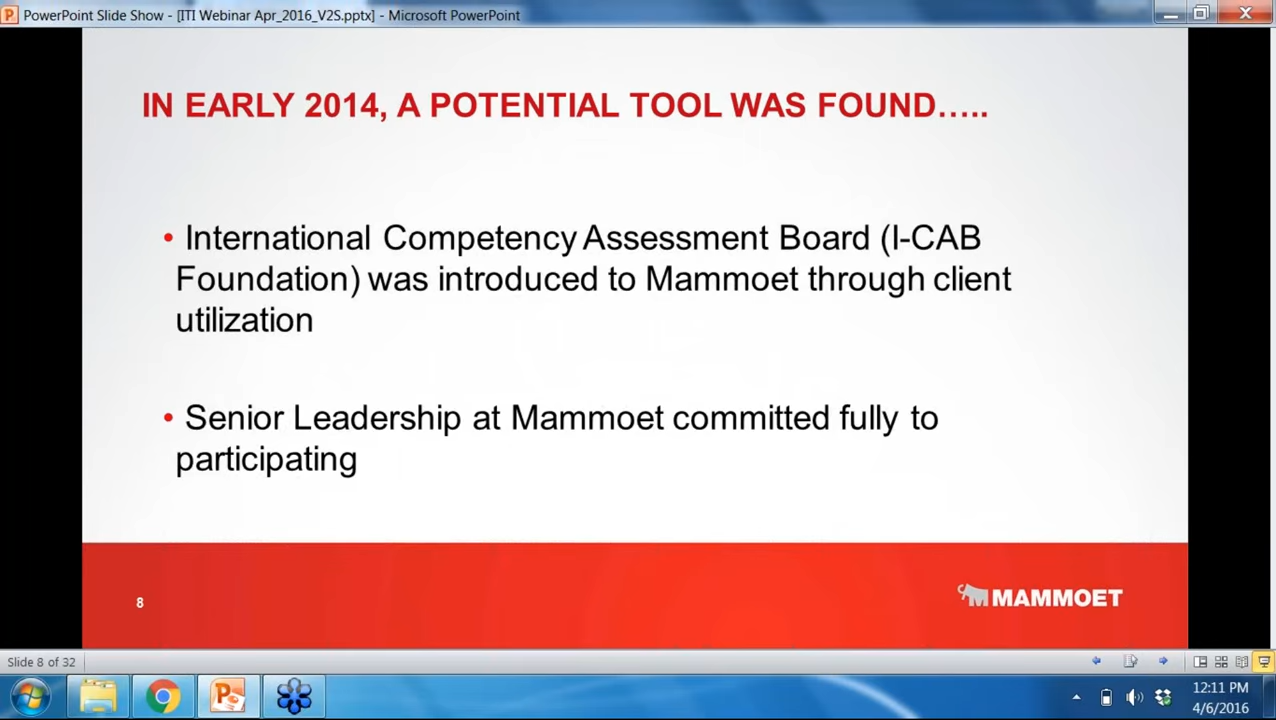 PowerPoint Slide Show - [ITI Webinar Apr_2016_V2S.pptx] - Microsoft PowerPoint
IN EARLY 2014, A POTENTIAL TOOL WAS FOUND…..
• International Competency Assessment Board (I-CAB
Foundation) was introduced to Mammoet through client
utilization
• Senior Leadership at Mammoet committed fully to
participating
8
MAMMOET
Slide 8 of 32
12:11 PM
4/6/2016